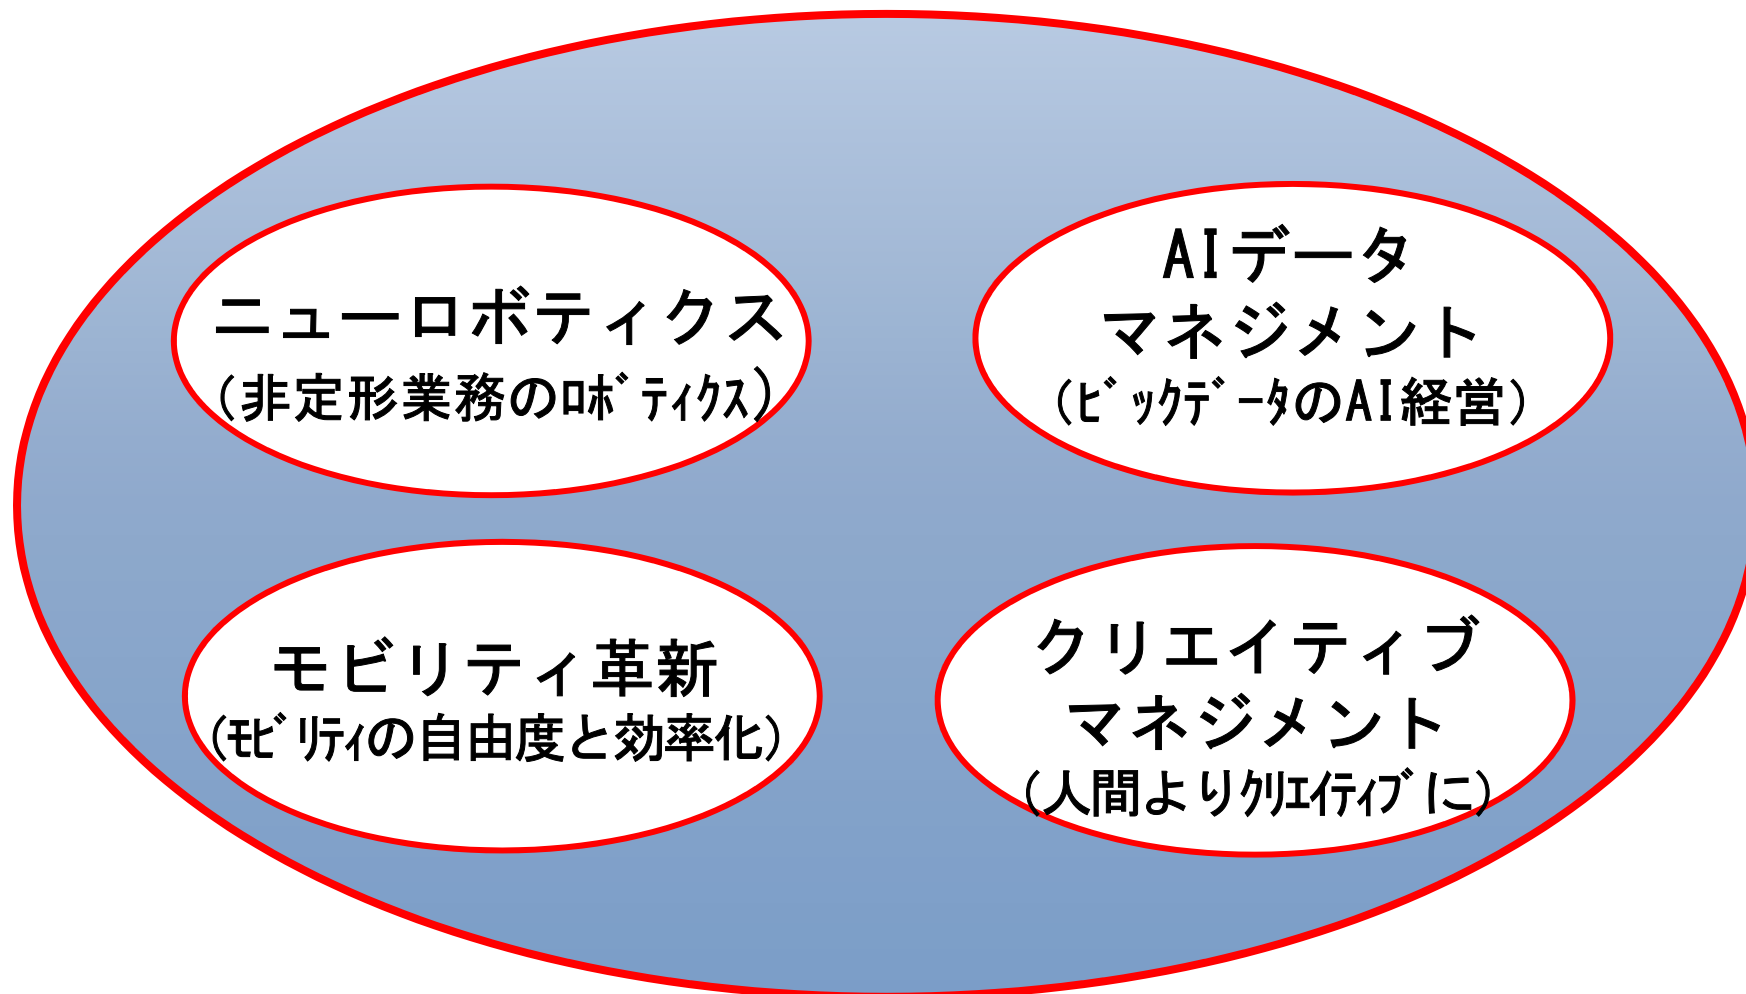 ニューロボティクス
（非定形業務のﾛﾎﾞﾃｨｸｽ）
AIデータ
マネジメント
（ﾋﾞｯｸﾃﾞｰﾀのAI経営）
モビリティ革新
（ﾓﾋﾞﾘﾃｨの自由度と効率化）
クリエイティブ
マネジメント
（人間よりｸﾘｴｲﾃｨﾌﾞに）